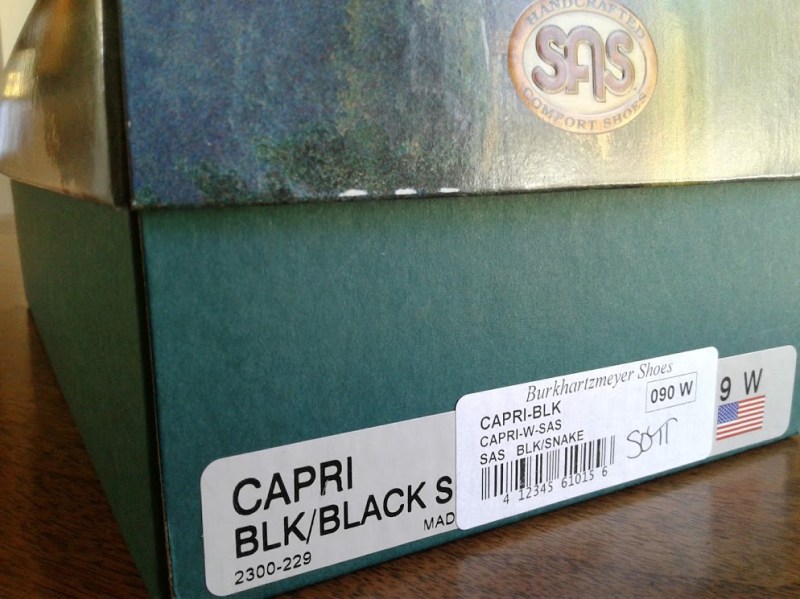 HANDCRAFTED
SAS
COMFORT SHOES
Burkhartzmeyer Shoes
CAPRI-BLK
090 W
CAPRI-W-SAS
SAS BLK/SNAKE
4 12345 61015 6
9 W
CAPRI
BLK/BLACK S
MAD
2300-229